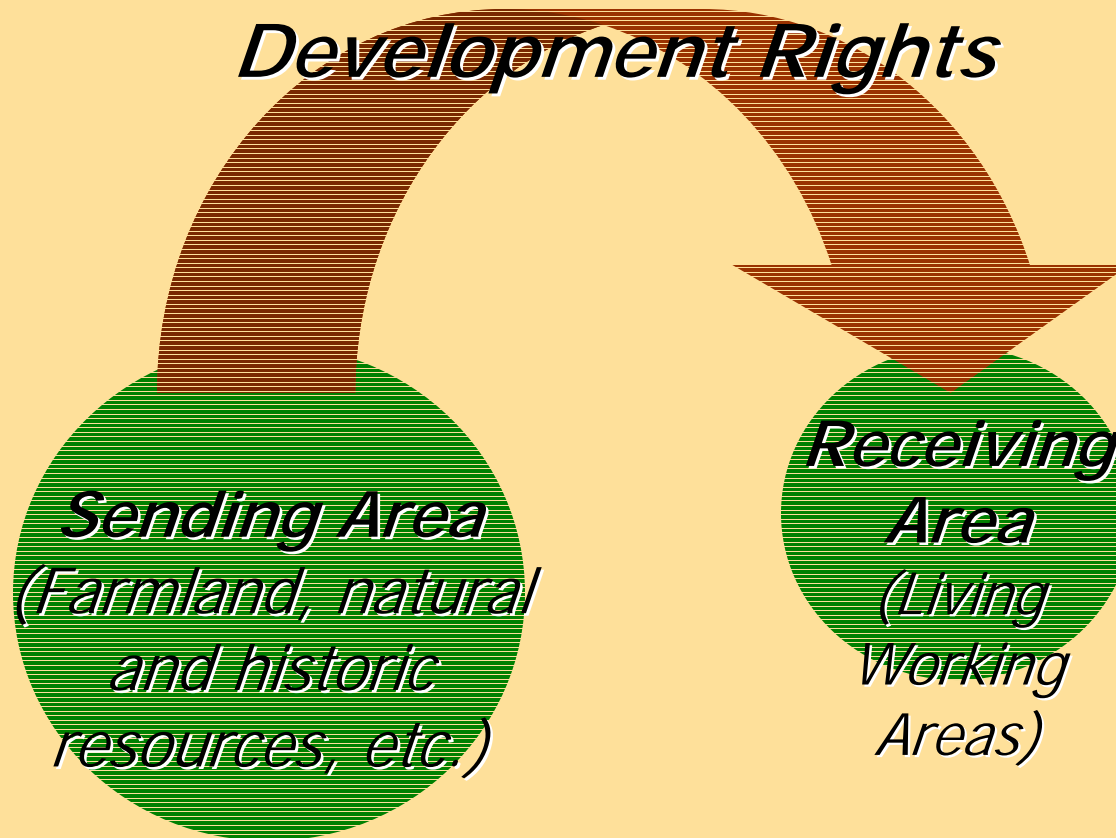 Development Rights
Sending Area
(Farmland, natural
and historic
resources, etc.)
Receiving
Area
(Living
Working
Areas)